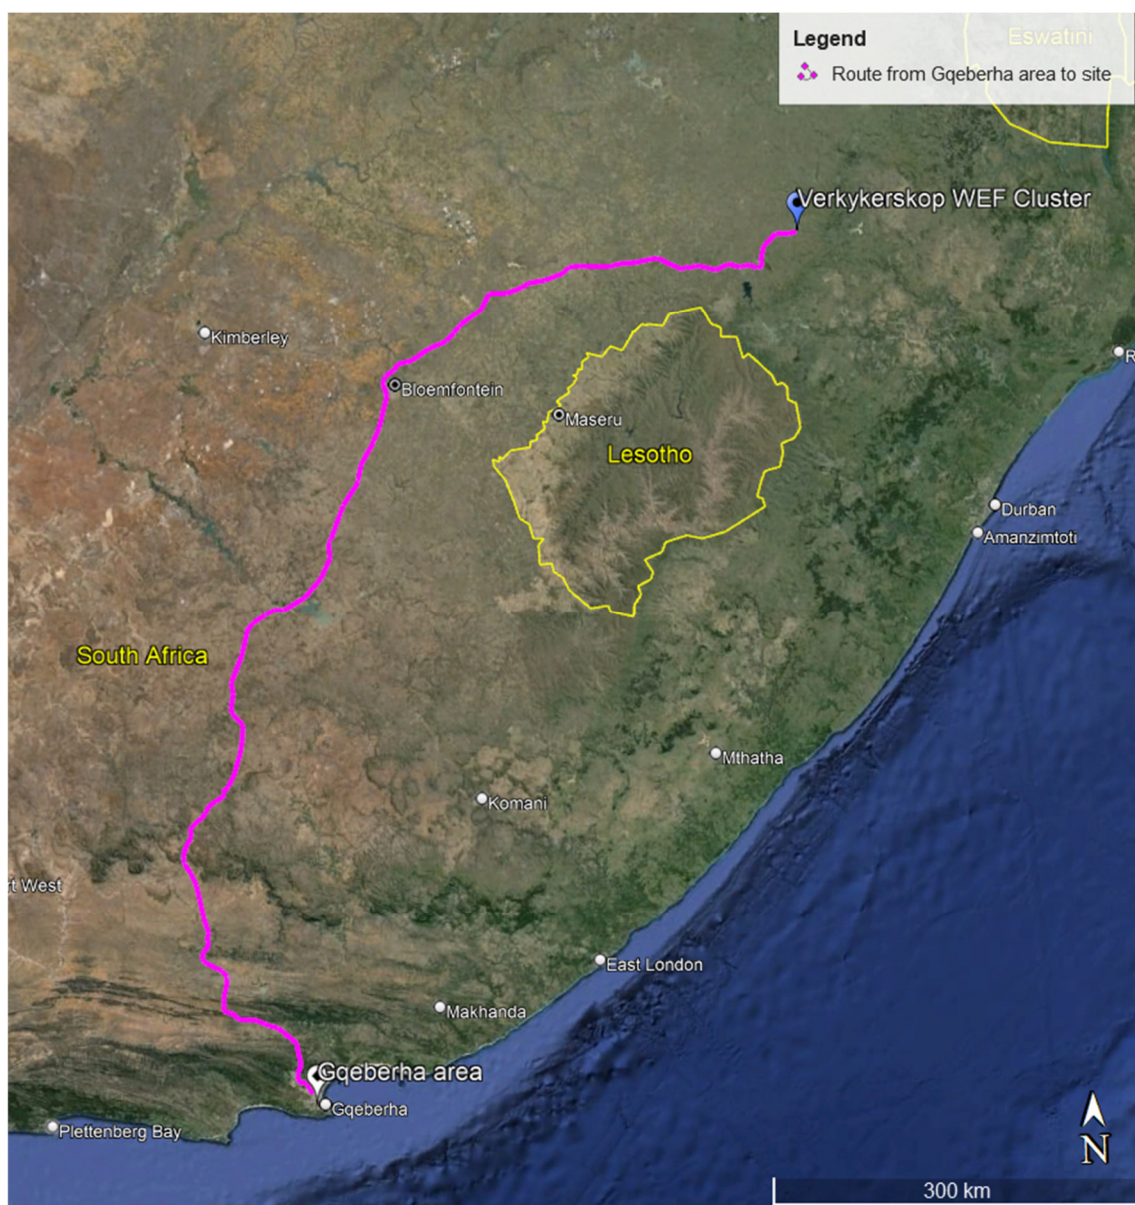 Legend
Route from Gqeberha area to site
Eswatini
Verkykerskop WEF Cluster
Kimberley
R
Bloemfontein
Maseru
Lesotho
Durban
Amanzimtoti
South Africa
Mthatha
Komani
rt West
East London
Makhanda
Gqeberha area
Gqeberha
Plettenberg Bay
N
300 km